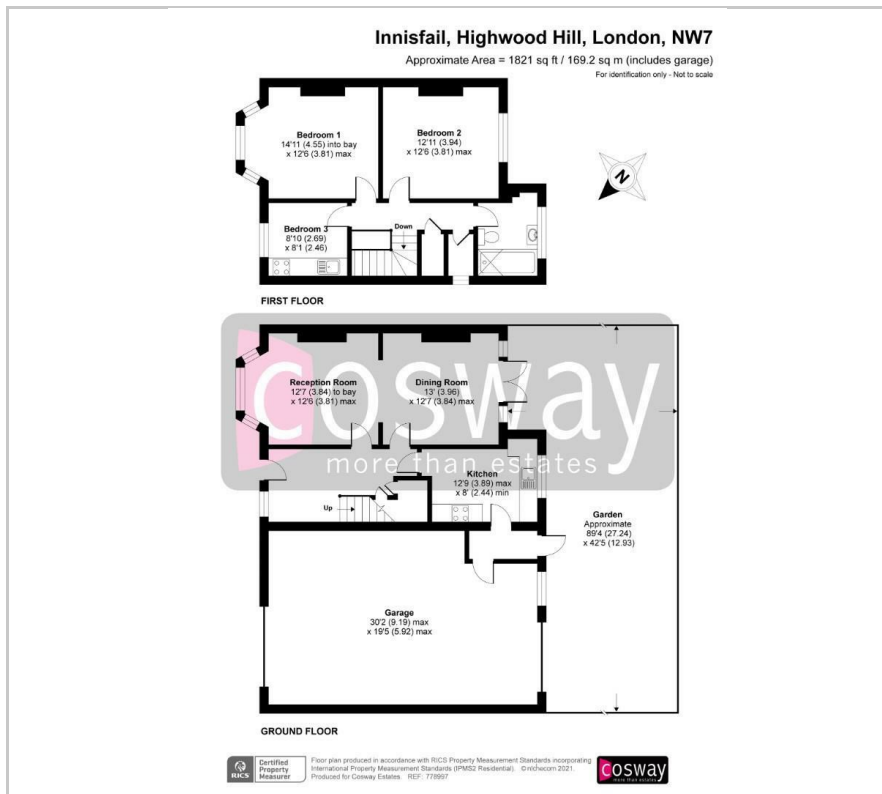 Innisfail, Highwood Hill, London, NW7
Approximate Area = 1821 sq ft / 169.2 sq m (includes garage)
For identification only - Not to scale
Bedroom 1
14'11 (4.55) into bay
x 12'6 (3.81) max
Bedroom 2
12'11 (3.94)
x 12'6 (3.81) max
N
Bedroom 3
8'10 (2.69)
x 8'1 (2.46)
Down
FIRST FLOOR
cosway
more than estates
Reception Room
12'7 (3.84) to bay
x 12'6 (3.81) max
Dining Room
13' (3.96)
x 12'7 (3.84) max
Kitchen
12'9 (3.89) max
x 8' (2.44) min
Up
Garden
Approximate
89'4 (27.24)
x 42'5 (12.93)
Garage
30'2 (9.19) max
x 19'5 (5.92) max
GROUND FLOOR
RICS
Certified
Property
Measurer
Floor plan produced in accordance with RICS Property Measurement Standards incorporating
International Property Measurement Standards (IPMS2 Residential). ©nichecom 2021.
Produced for Cosway Estates. REF: 778997
cosway
more than estates